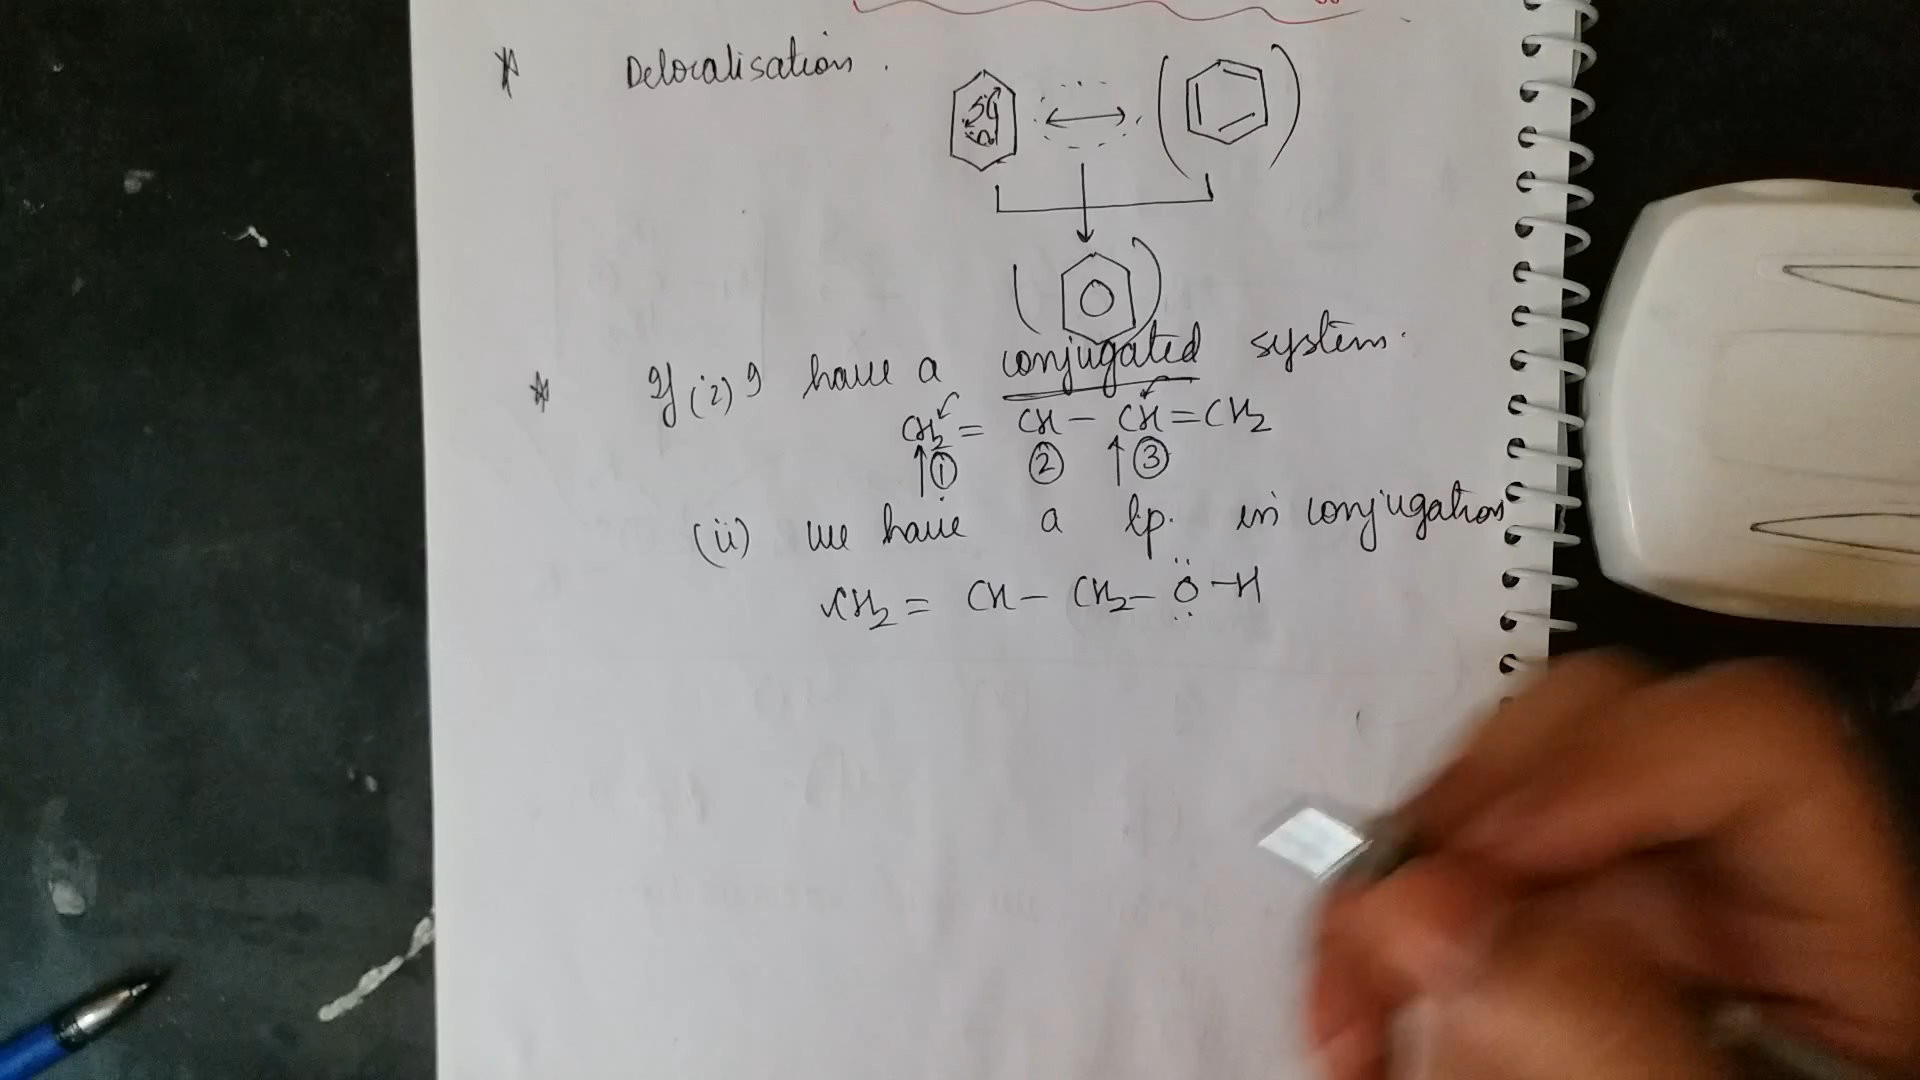 * Delocalisation.
* If (i) I have a conjugated system.
CH2 = CH - CH = CH2
↑① ② ↑③
(ii) we have a lp. in conjugation
CH2 = CH - CH2 - Ö - H